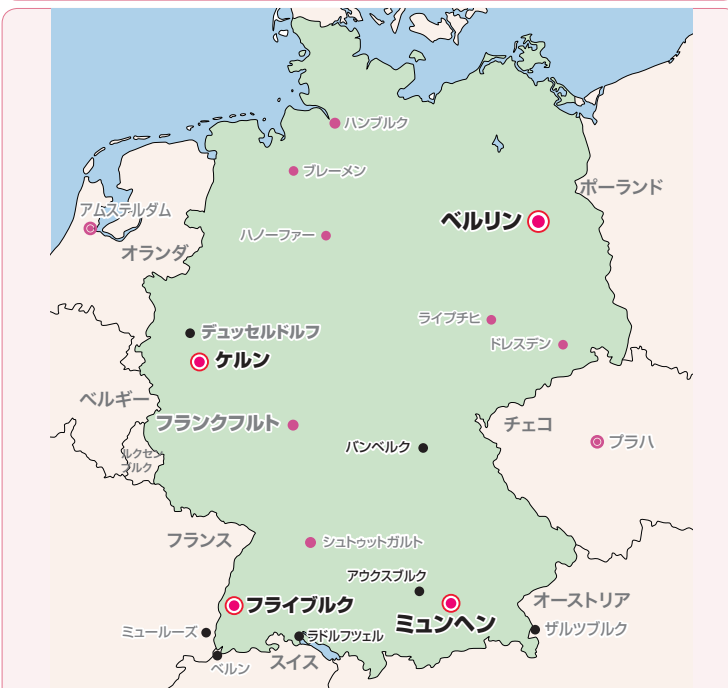 ハンブルク
ブレーメン
ポーランド
アムステルダム
ベルリン
ハノーファー
オランダ
ライプチヒ
デュッセルドルフ
ドレスデン
ケルン
ベルギー
フランクフルト
チェコ
プラハ
バンベルク
ルクセン
ブルク
フランス
シュトゥットガルト
アウクスブルク
オーストリア
フライブルク
ミュンヘン
ザルツブルク
ミュールーズ
ラドルフツェル
スイス
ベルン